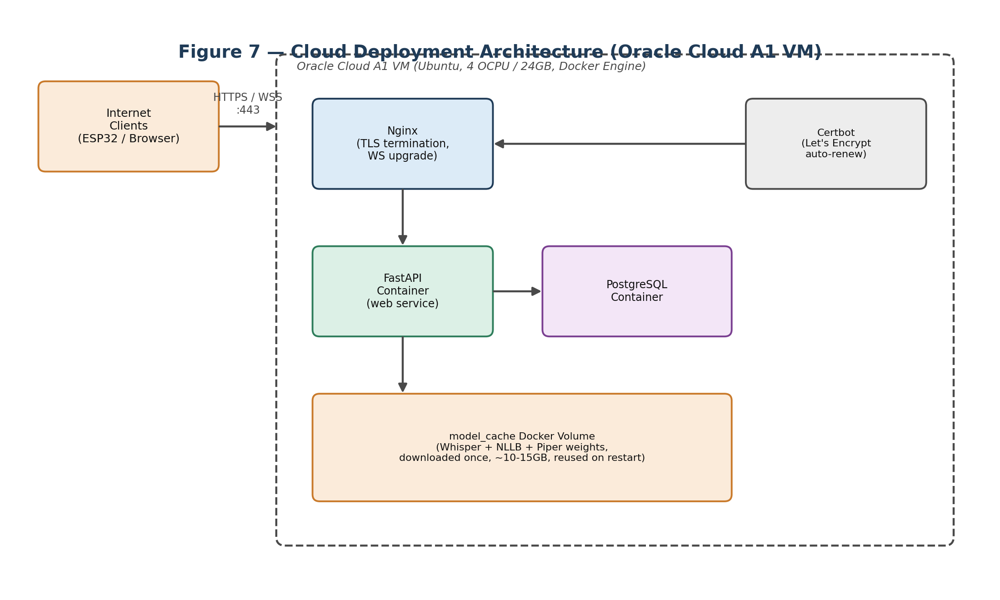 Figure 7 — Cloud Deployment Architecture (Oracle Cloud A1 VM)
Oracle Cloud A1 VM (Ubuntu, 4 OCPU / 24GB, Docker Engine)
Internet
Clients
(ESP32 / Browser)
HTTPS / WSS
:443
Nginx
(TLS termination,
WS upgrade)
Certbot
(Let's Encrypt
auto-renew)
FastAPI
Container
(web service)
PostgreSQL
Container
model_cache Docker Volume
(Whisper + NLLB + Piper weights,
downloaded once, ~10-15GB, reused on restart)